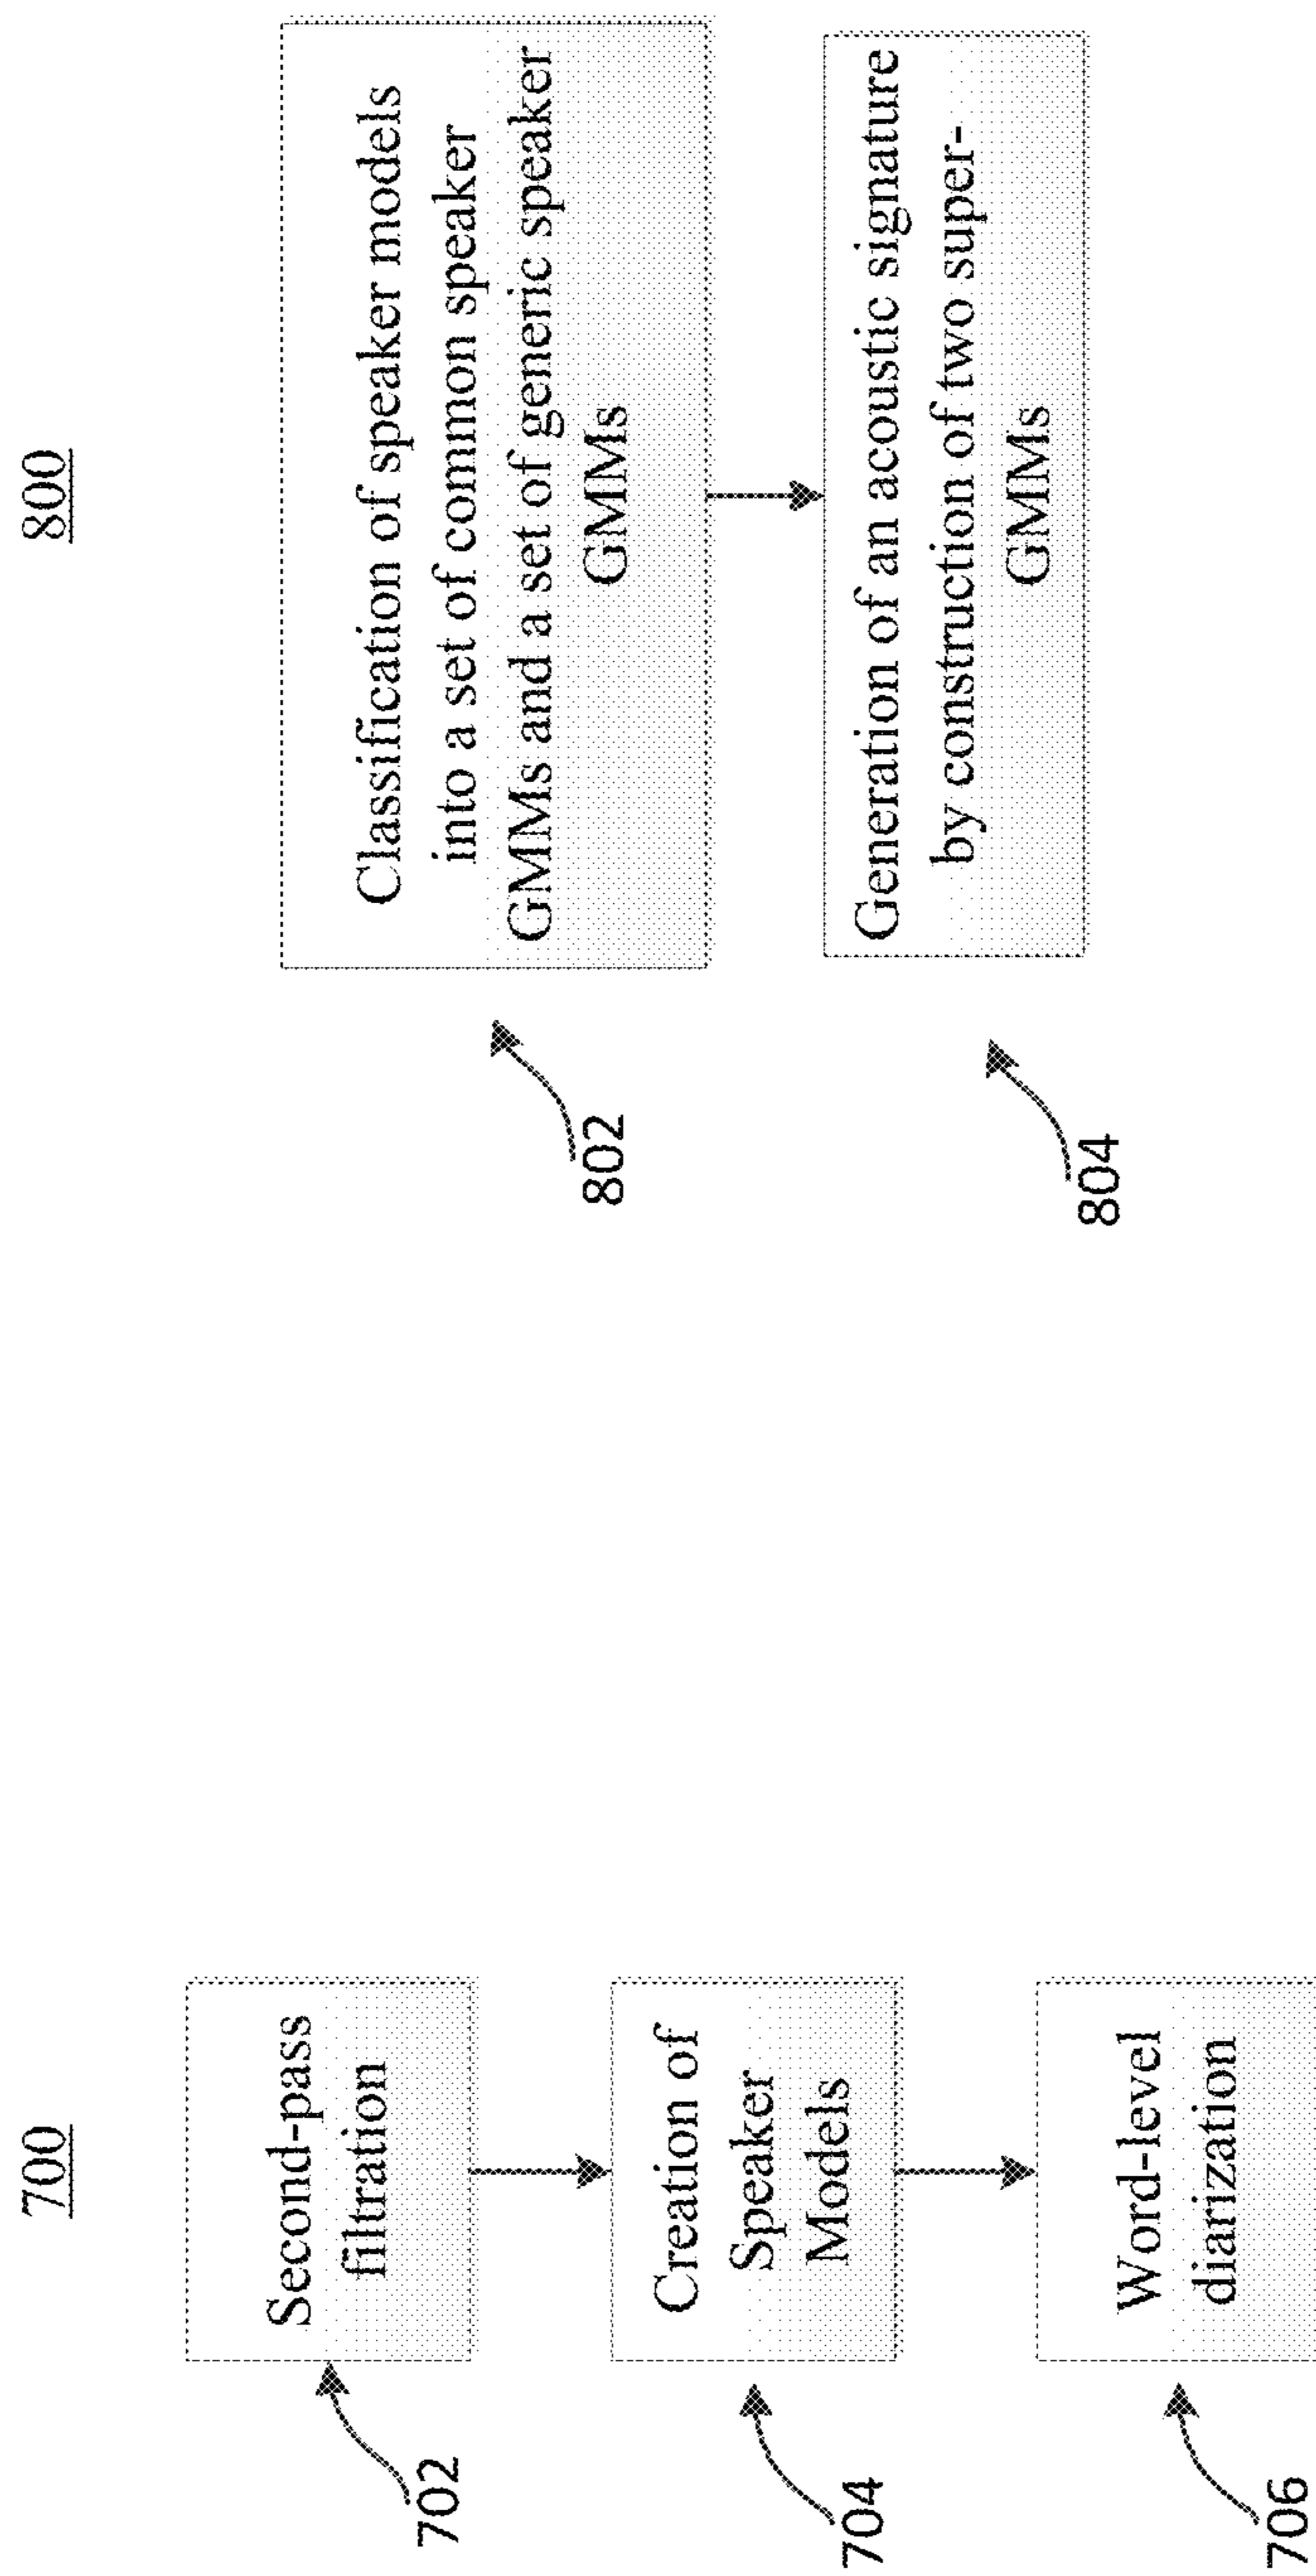 700
Second-pass
filtration
702
Creation of
Speaker
Models
704
Word-level
diarization
706
800
Classification of speaker models
into a set of common speaker
GMMs and a set of generic speaker
GMMs
802
Generation of an acoustic signature
by construction of two super-
GMMs
804